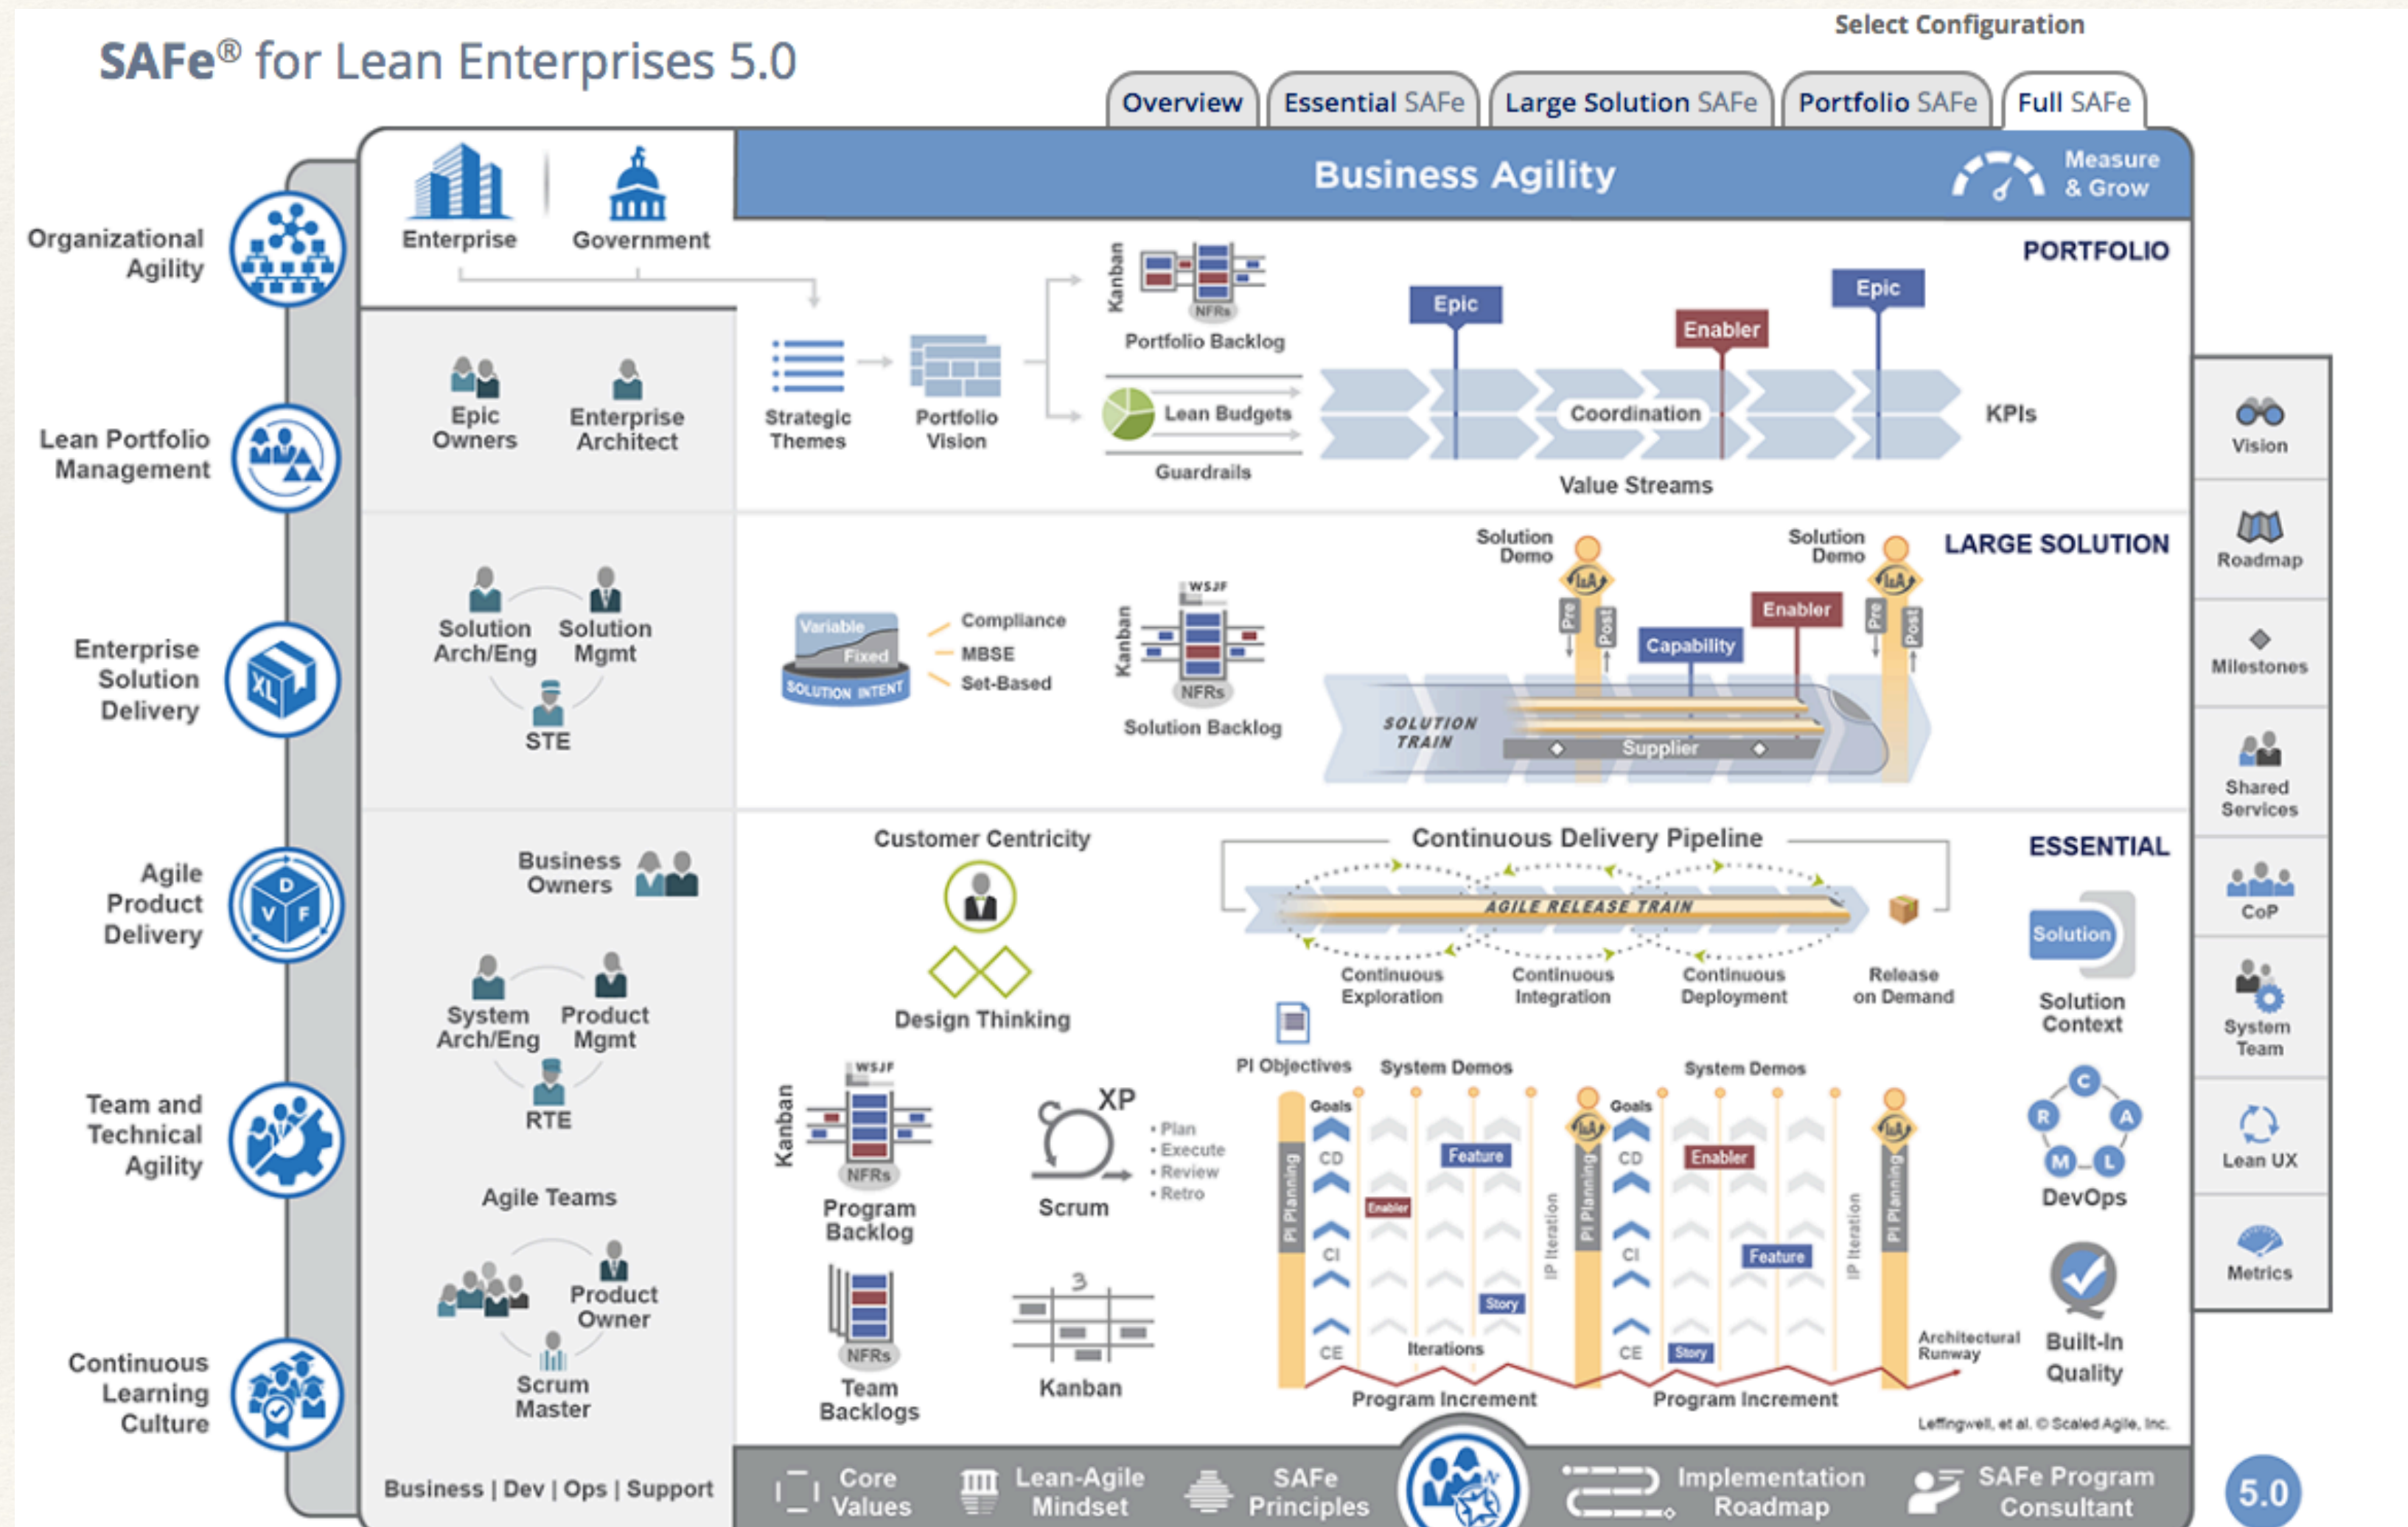 Select Configuration
SAFe® for Lean Enterprises 5.0
Overview
Essential SAFe
Large Solution SAFe
Portfolio SAFe
Full SAFe
Business Agility
Measure
& Grow
Organizational
Agility
Lean Portfolio
Management
Enterprise
Solution
Delivery
Agile
Product
Delivery
Team and
Technical
Agility
Continuous
Learning
Culture
XL
D
V F
Enterprise
Government
Epic
Owners
Enterprise
Architect
Solution
Arch/Eng
Solution
Mgmt
STE
Business
Owners
System
Arch/Eng
Product
Mgmt
RTE
Agile Teams
Product
Owner
Scrum
Master
Business | Dev | Ops | Support
PORTFOLIO
Strategic
Themes
Portfolio
Vision
Kanban
NFRs
Portfolio Backlog
Lean Budgets
Guardrails
Epic
Enabler
Epic
Coordination
KPIs
Value Streams
LARGE SOLUTION
Variable
Fixed
SOLUTION INTENT
Compliance
MBSE
Set-Based
WSJF
Kanban
NFRs
Solution Backlog
Solution
Demo
I&A
Pre
Post
Capability
Enabler
Solution
Demo
I&A
Pre
Post
SOLUTION
TRAIN
Supplier
ESSENTIAL
Customer Centricity
Design Thinking
Continuous Delivery Pipeline
AGILE RELEASE TRAIN
Continuous
Exploration
Continuous
Integration
Continuous
Deployment
Release
on Demand
Solution
Solution
Context
WSJF
Kanban
NFRs
Program
Backlog
XP
• Plan
• Execute
• Review
• Retro
Scrum
NFRs
Team
Backlogs
3
Kanban
PI Objectives
System Demos
System Demos
PI Planning
Goals
CD
CI
CE
Enabler
Feature
Story
Iterations
IP Iteration
I&A
PI Planning
Goals
CD
CI
CE
Enabler
Feature
Story
IP Iteration
I&A
PI Planning
Program Increment
Program Increment
Architectural
Runway
C
A
L
M
R
DevOps
Built-In
Quality
Leffingwell, et al. © Scaled Agile, Inc.
Vision
Roadmap
Milestones
Shared
Services
CoP
System
Team
Lean UX
Metrics
Core
Values
Lean-Agile
Mindset
SAFe
Principles
Implementation
Roadmap
SAFe Program
Consultant
5.0